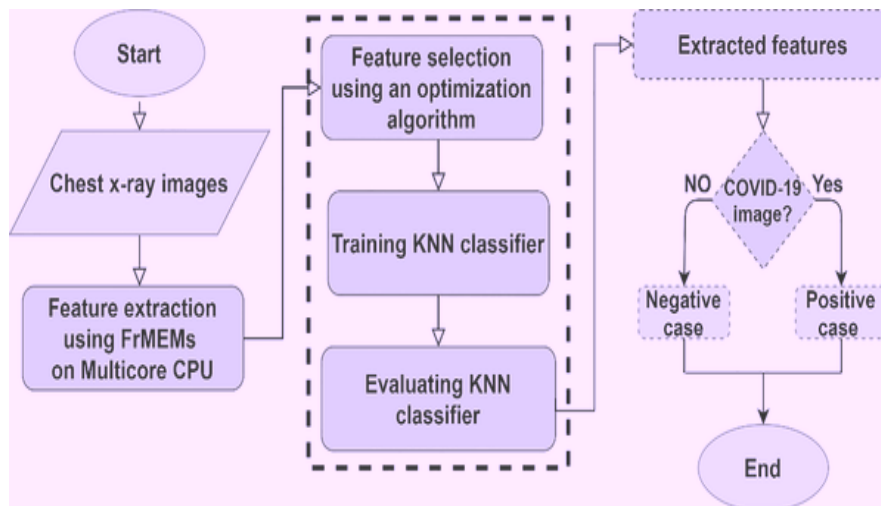 Start
Chest x-ray images
Feature extraction
using FrMEMs
on Multicore CPU
Feature selection
using an optimization
algorithm
Training KNN classifier
Evaluating KNN
classifier
Extracted features
COVID-19
image?
NO
Yes
Negative
case
Positive
case
End